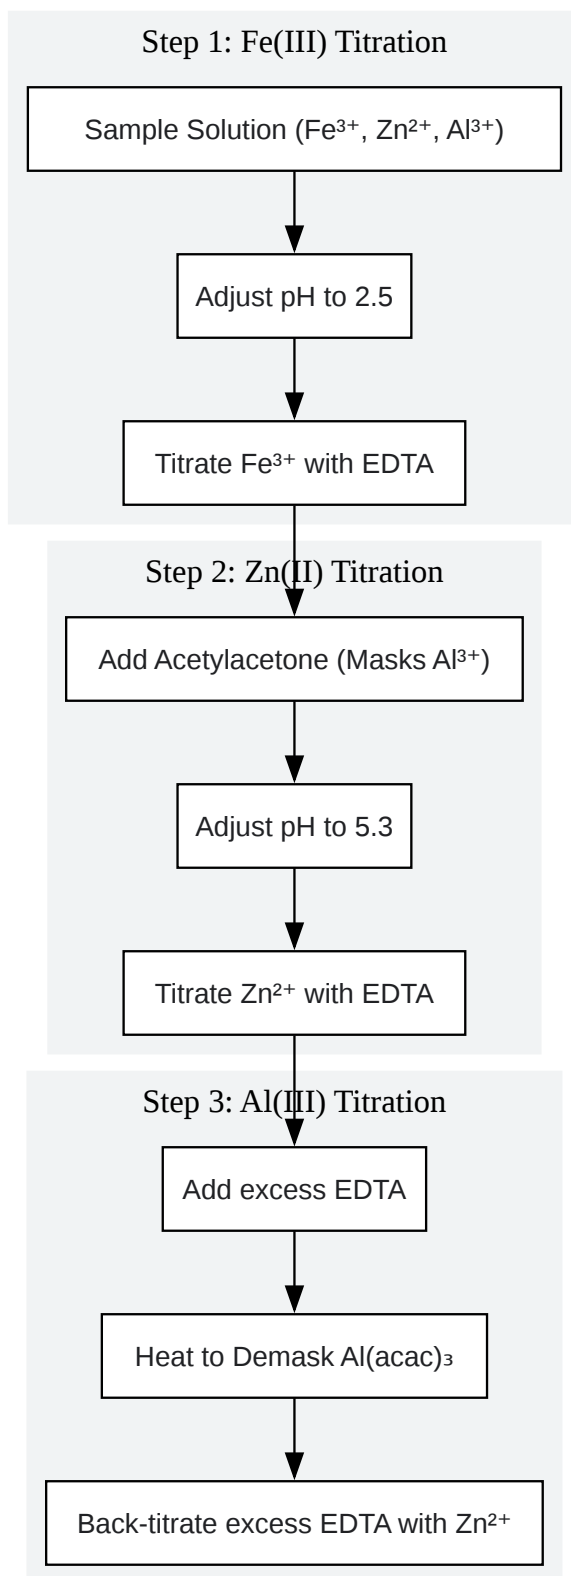 Step 1: Fe(III) Titration
Sample Solution (Fe³⁺, Zn²⁺, Al³⁺)
Adjust pH to 2.5
Titrate Fe³⁺ with EDTA
Step 2: Zn(II) Titration
Add Acetylacetone (Masks Al³⁺)
Adjust pH to 5.3
Titrate Zn²⁺ with EDTA
Step 3: Al(III) Titration
Add excess EDTA
Heat to Demask Al(acac)₃
Back-titrate excess EDTA with Zn²⁺